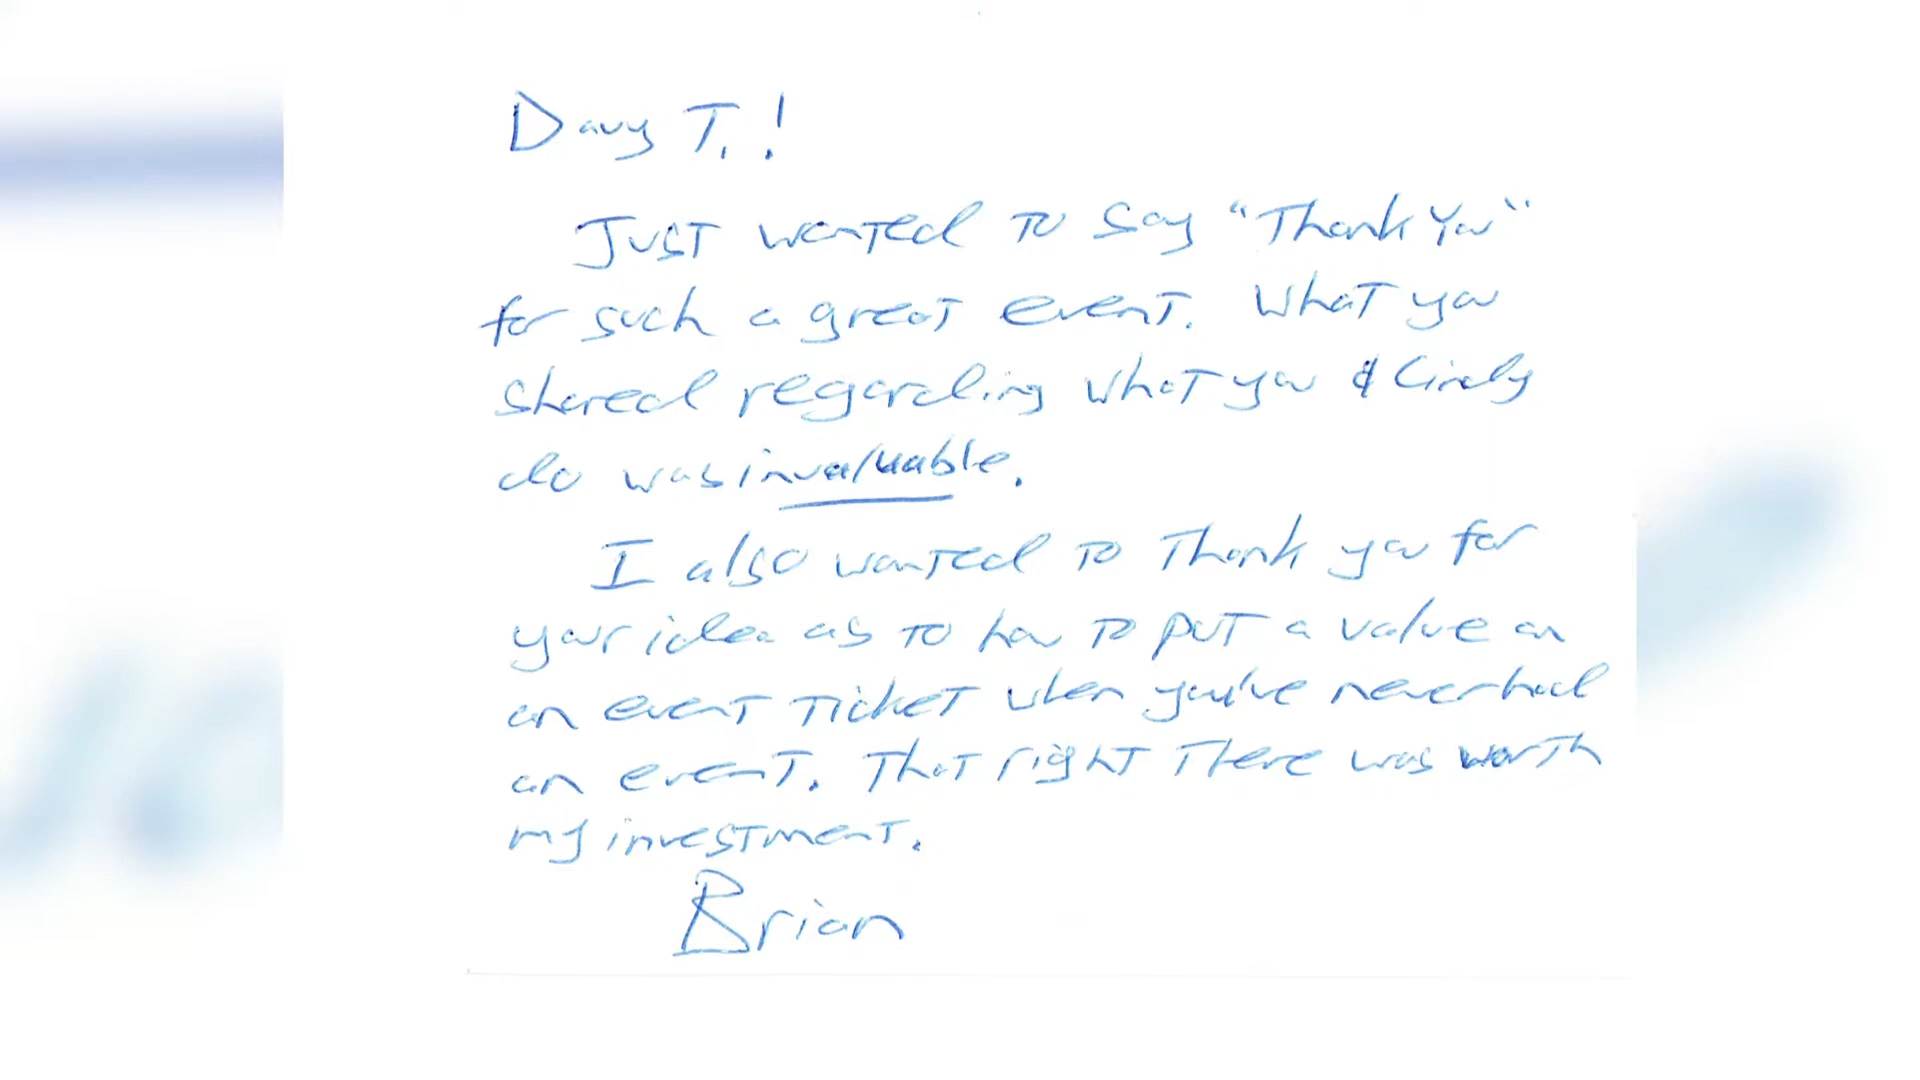 Davy T.!
Just wanted to say "Thank You"
for such a great event. What you
shared regarding what you & Cindy
do was invaluable.
I also wanted to thank you for
your idea as to how to put a value on
an event ticket when you've never had
an event. That right there was worth
my investment.
Brian